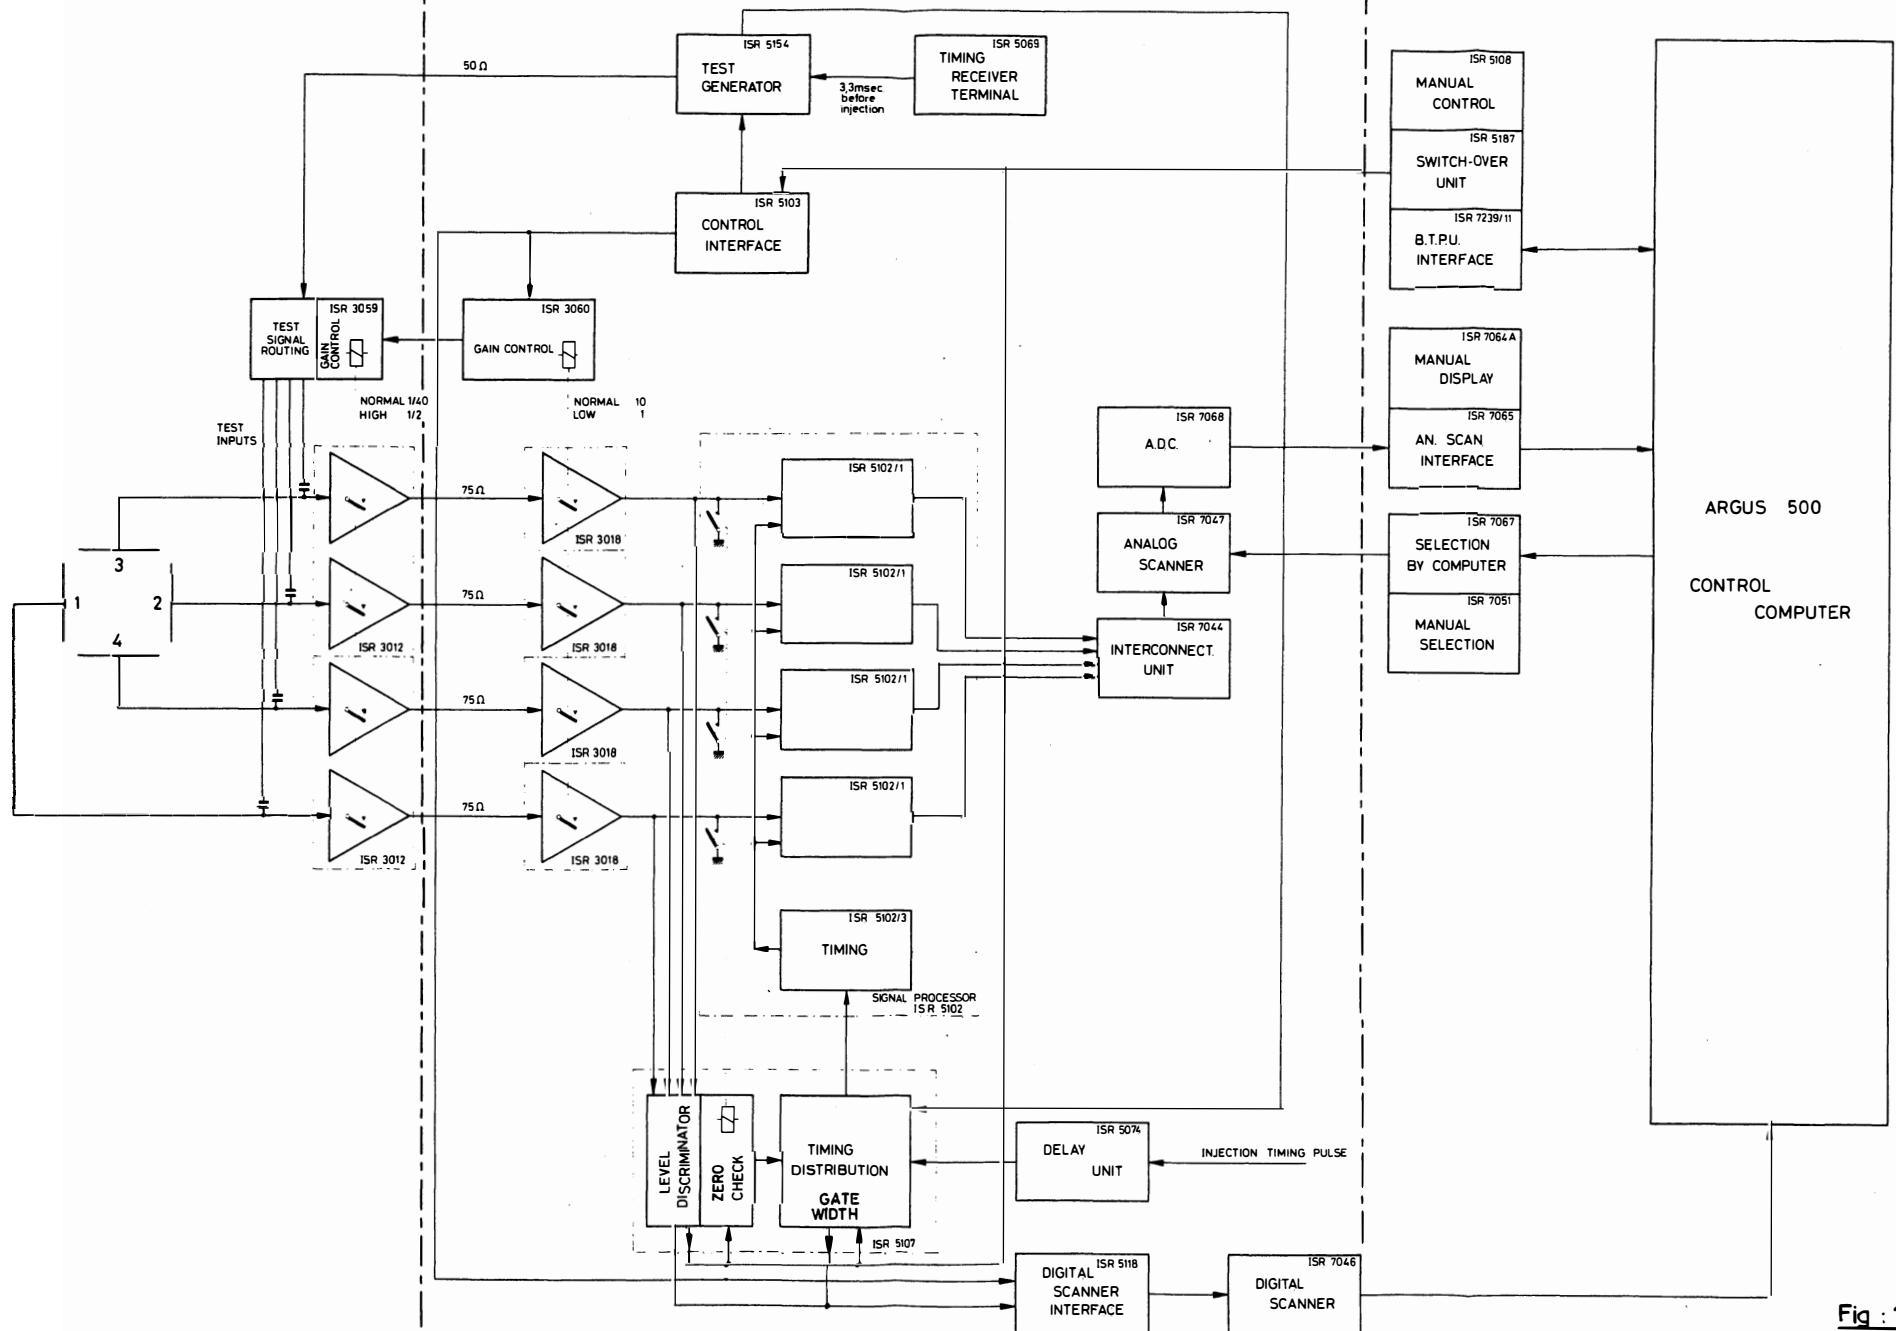 ISR 5154
TEST
GENERATOR
50 Ω
3,3msec
before
injection
ISR 5069
TIMING
RECEIVER
TERMINAL
ISR 5108
MANUAL
CONTROL
ISR 5187
SWITCH-OVER
UNIT
ISR 7239/11
B.T.P.U.
INTERFACE
ISR 5103
CONTROL
INTERFACE
ISR 3059
TEST
SIGNAL
ROUTING
GAIN
CONTROL
ISR 3060
GAIN CONTROL
NORMAL 1/40
HIGH 1/2
NORMAL 10
LOW 1
TEST
INPUTS
ISR 7064A
MANUAL
DISPLAY
ISR 7065
AN. SCAN
INTERFACE
ISR 7068
A.D.C.
ISR 7047
ANALOG
SCANNER
ISR 7044
INTERCONNECT.
UNIT
ISR 7067
SELECTION
BY COMPUTER
ISR 7051
MANUAL
SELECTION
ARGUS 500
CONTROL
COMPUTER
3
1
2
4
75Ω
ISR 3018
ISR 5102/1
75Ω
ISR 3012
ISR 3018
ISR 5102/1
75Ω
ISR 3018
ISR 5102/1
75Ω
ISR 3012
ISR 3018
ISR 5102/1
ISR 5102/3
TIMING
SIGNAL PROCESSOR
ISR 5102
LEVEL
DISCRIMINATOR
ZERO
CHECK
TIMING
DISTRIBUTION
GATE
WIDTH
ISR 5107
ISR 5074
DELAY
UNIT
INJECTION TIMING PULSE
ISR 5118
DIGITAL
SCANNER
INTERFACE
ISR 7046
DIGITAL
SCANNER
Fig :